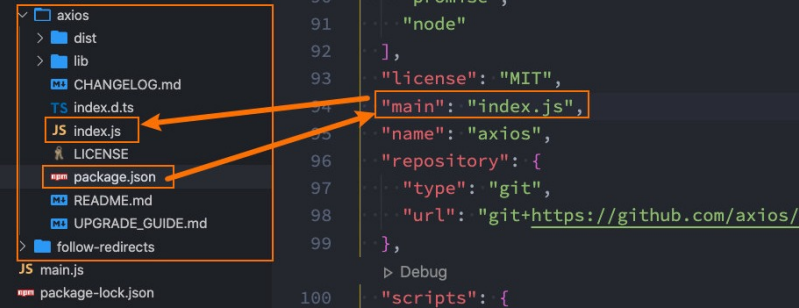 axios
dist
lib
CHANGELOG.md
TS index.d.ts
JS index.js
LICENSE
npm package.json
README.md
UPGRADE_GUIDE.md
follow-redirects
JS main.js
npm package-lock.json
91 "node"
92 ],
93 "license": "MIT",
94 "main": "index.js",
95 "name": "axios",
96 "repository": {
97 "type": "git",
98 "url": "git+https://github.com/axios/
99 },
Debug
100 "scripts": {